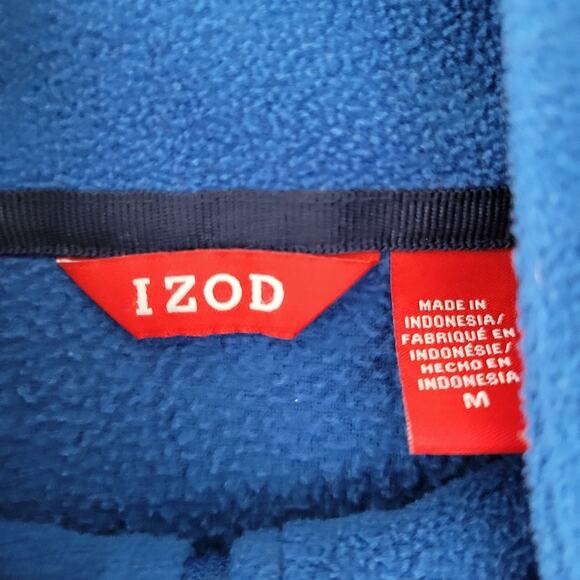 IZOD
MADE IN
INDONESIA/
FABRIQUÉ EN
INDONÉSIE/
HECHO EN
INDONESIA
M